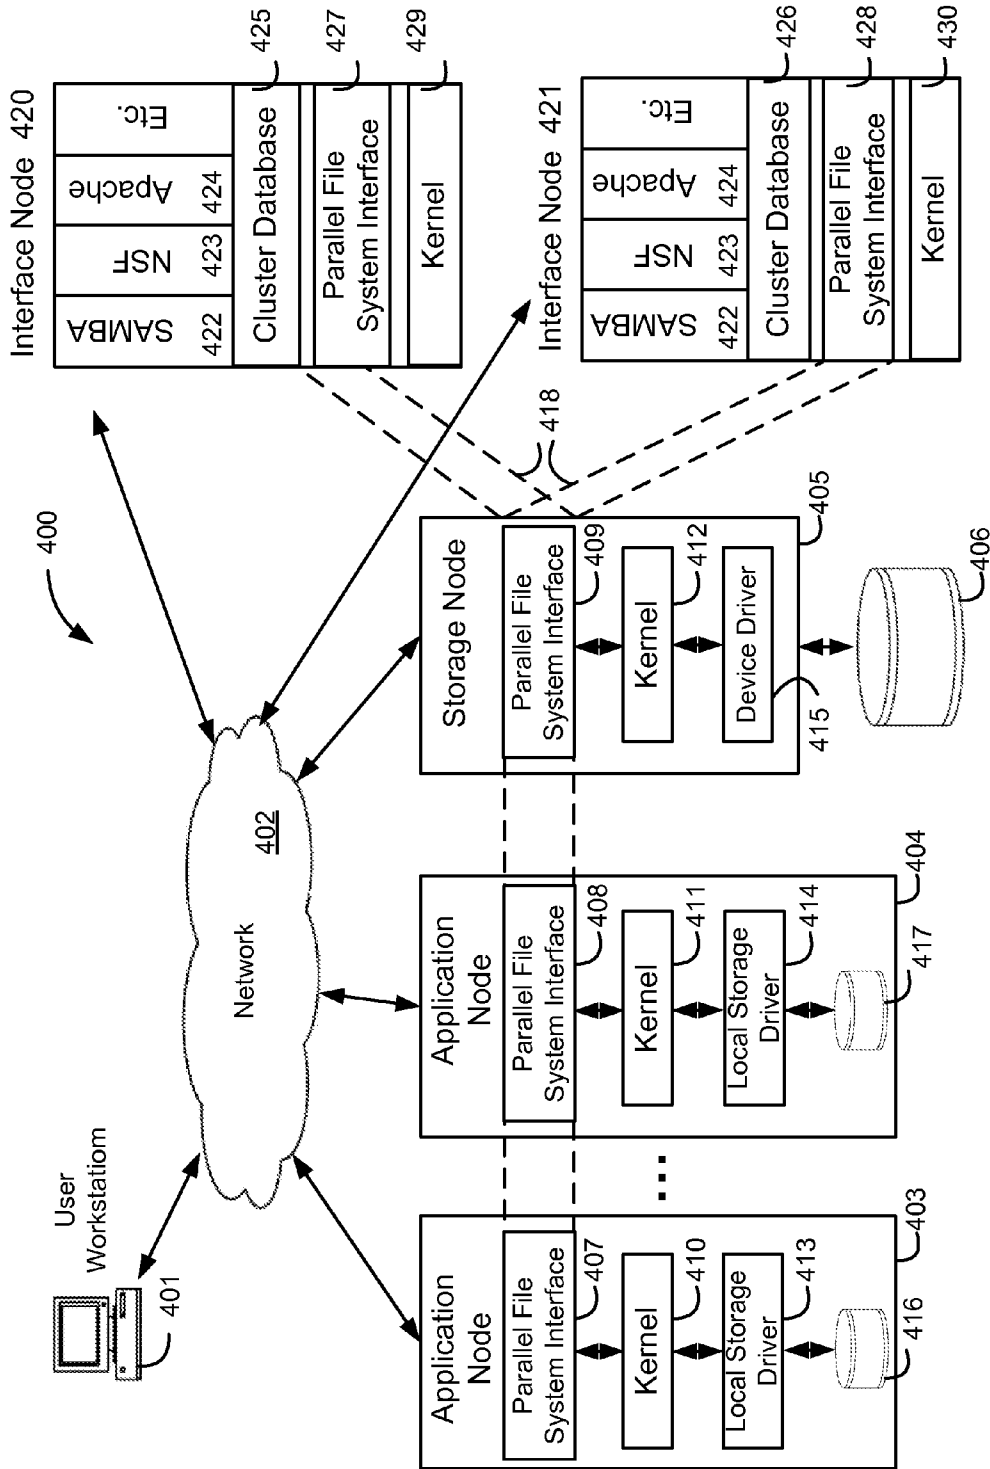 400
User
Workstatiom
401
Network
402
Application
Node
Parallel File
System Interface
407
Kernel
410
Local Storage
Driver
413
416
403
...
Application
Node
Parallel File
System Interface
408
Kernel
411
Local Storage
Driver
414
417
404
Storage Node
Parallel File
System Interface
409
Kernel
412
Device Driver
415
405
406
418
Interface Node 420
SAMBA
422
NSF
423
Apache
424
Etc.
Cluster Database
425
Parallel File
System Interface
427
Kernel
429
Interface Node 421
SAMBA
422
NSF
423
Apache
424
Etc.
Cluster Database
426
Parallel File
System Interface
428
Kernel
430